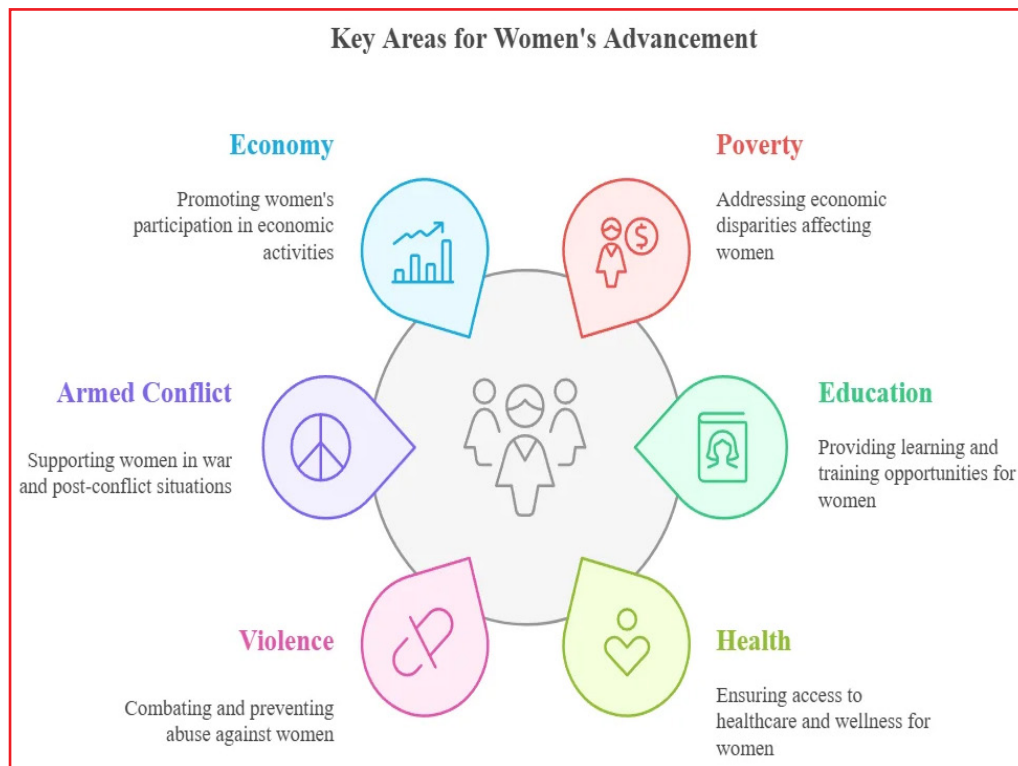 Key Areas for Women's Advancement
Economy
Promoting women's
participation in economic
activities
Poverty
Addressing economic
disparities affecting
women
Armed Conflict
Supporting women in war
and post-conflict situations
Education
Providing learning and
training opportunities for
women
Violence
Combating and preventing
abuse against women
Health
Ensuring access to
healthcare and wellness for
women
$